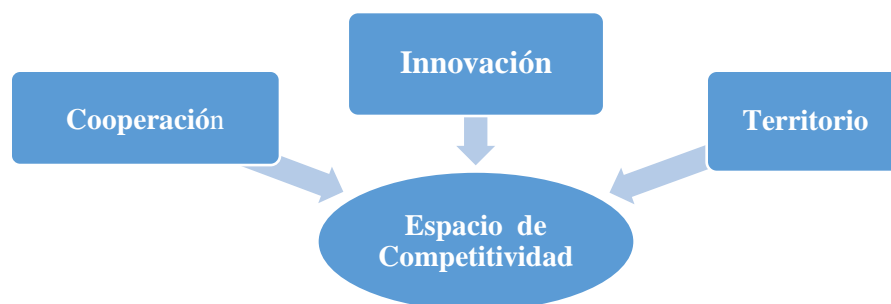 Innovación
Cooperación
Territorio
Espacio de
Competitividad